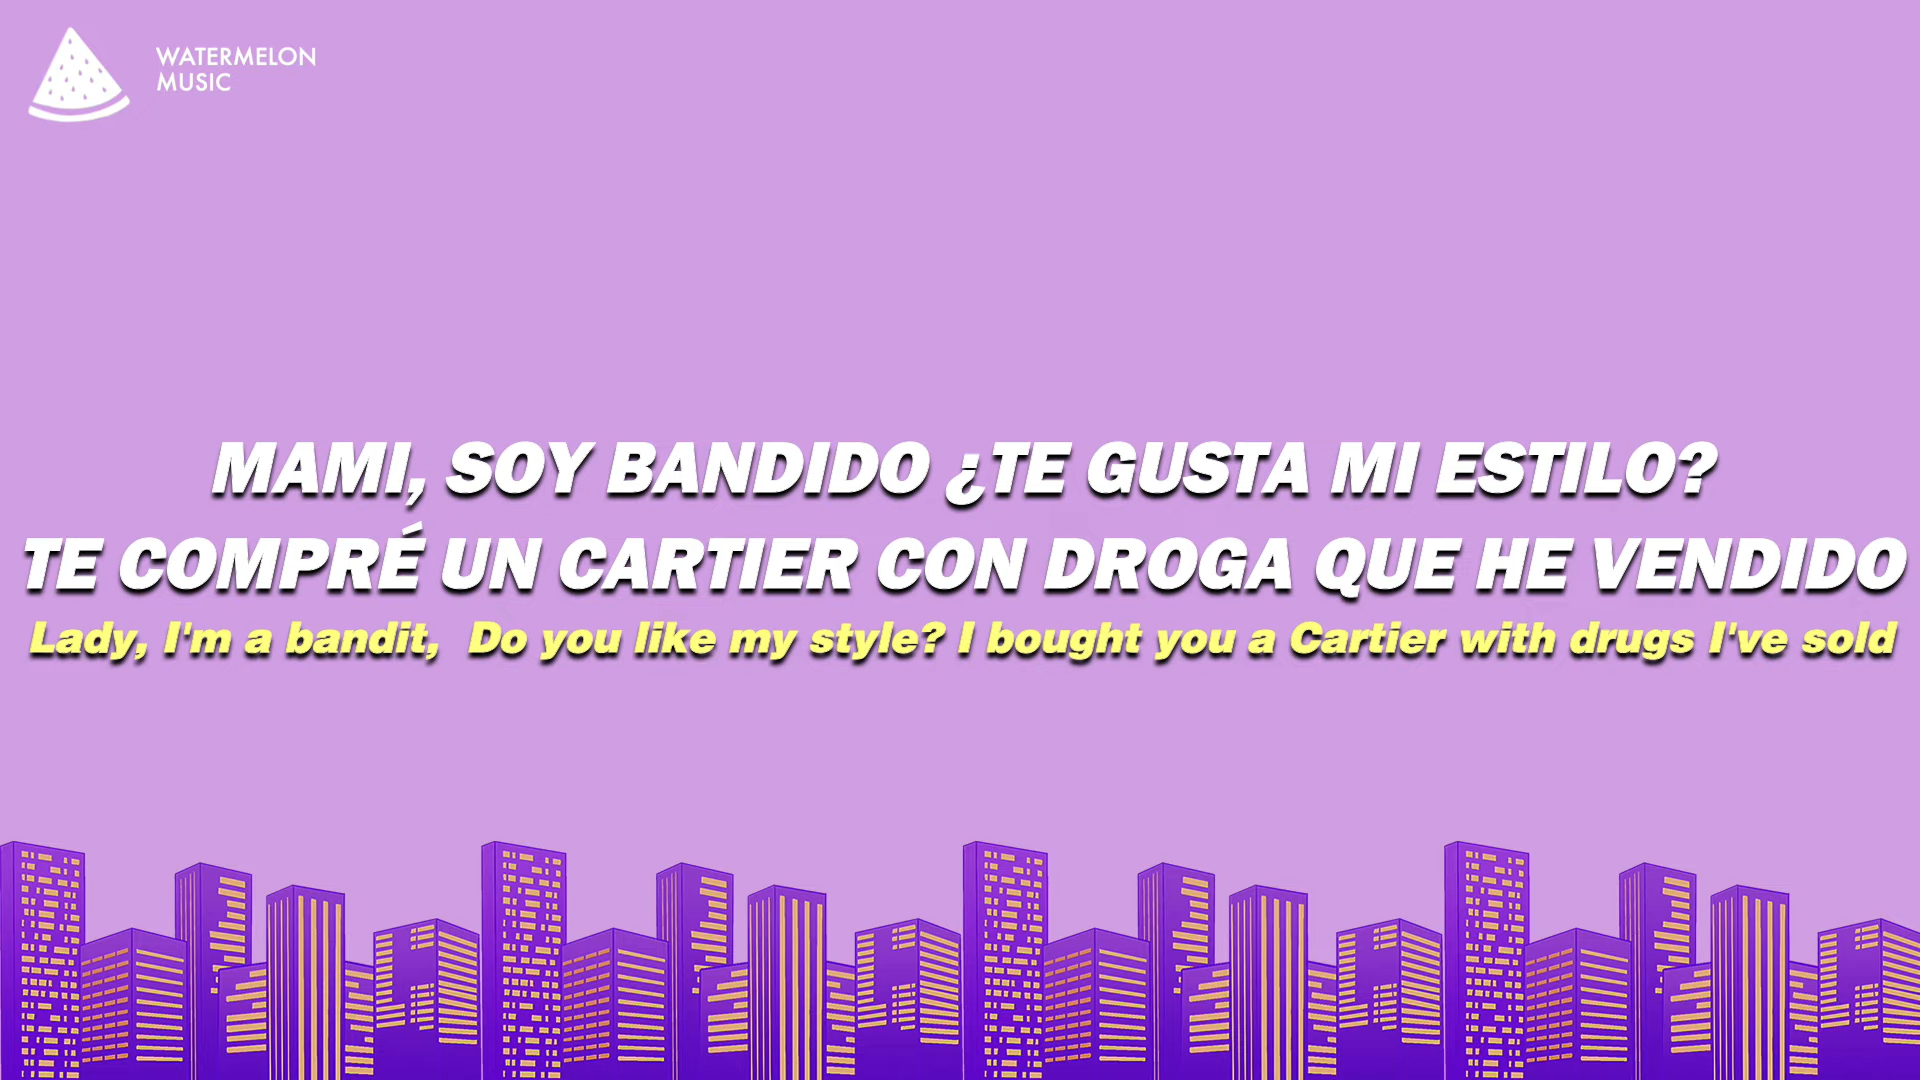 WATERMELON
MUSIC
MAMI, SOY BANDIDO ¿TE GUSTA MI ESTILO?
TE COMPRÉ UN CARTIER CON DROGA QUE HE VENDIDO
Lady, I'm a bandit,  Do you like my style? I bought you a Cartier with drugs I've sold